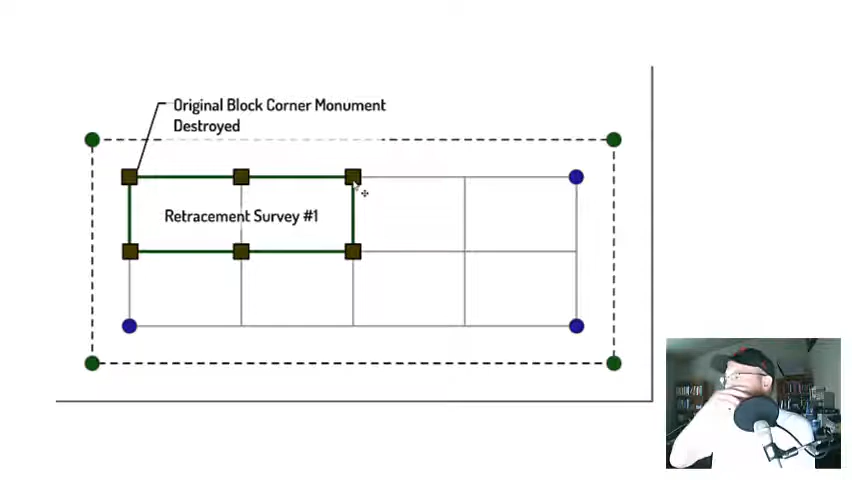 Original Block Corner Monument
Destroyed
Retracement Survey #1